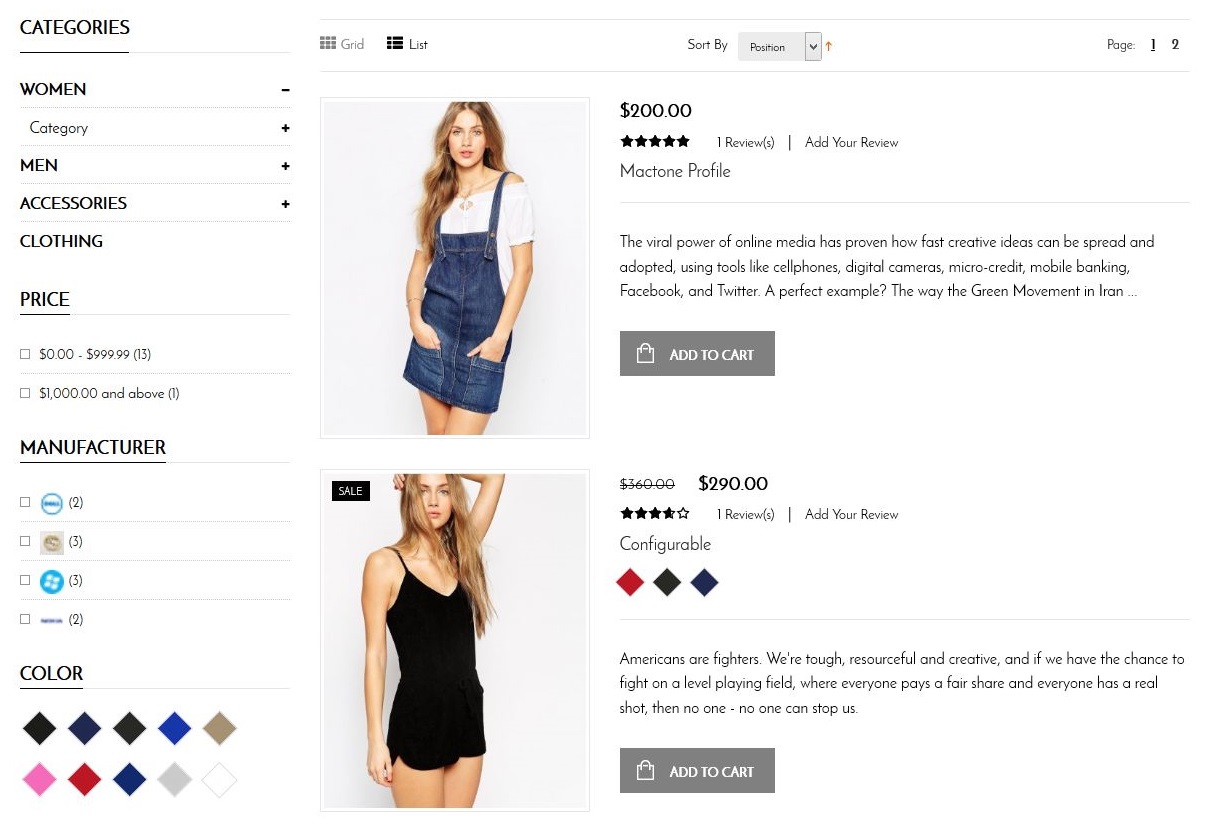 CATEGORIES
WOMEN -
Category +
MEN +
ACCESSORIES +
CLOTHING
PRICE
$0.00 - $999.99 (13)
$1,000.00 and above (1)
MANUFACTURER
(2)
(3)
(3)
(2)
COLOR
Grid List Sort By Position Page: 1 2
$200.00
1 Review(s) | Add Your Review
Mactone Profile
The viral power of online media has proven how fast creative ideas can be spread and
adopted, using tools like cellphones, digital cameras, micro-credit, mobile banking,
Facebook, and Twitter. A perfect example? The way the Green Movement in Iran ...
ADD TO CART
SALE
$360.00 $290.00
1 Review(s) | Add Your Review
Configurable
Americans are fighters. We're tough, resourceful and creative, and if we have the chance to
fight on a level playing field, where everyone pays a fair share and everyone has a real
shot, then no one - no one can stop us.
ADD TO CART